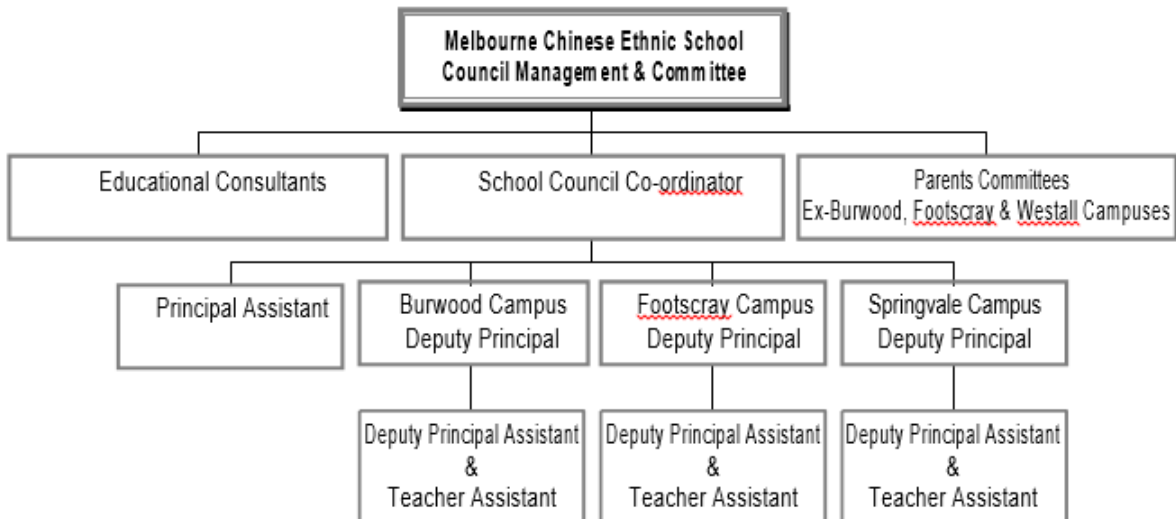 Melbourne Chinese Ethnic School
Council Management & Committee
Educational Consultants
School Council Co-ordinator
Parents Committees
Ex-Burwood, Footscray & Westall Campuses
Principal Assistant
Burwood Campus
Deputy Principal
Footscray Campus
Deputy Principal
Springvale Campus
Deputy Principal
Deputy Principal Assistant
&
Teacher Assistant
Deputy Principal Assistant
&
Teacher Assistant
Deputy Principal Assistant
&
Teacher Assistant